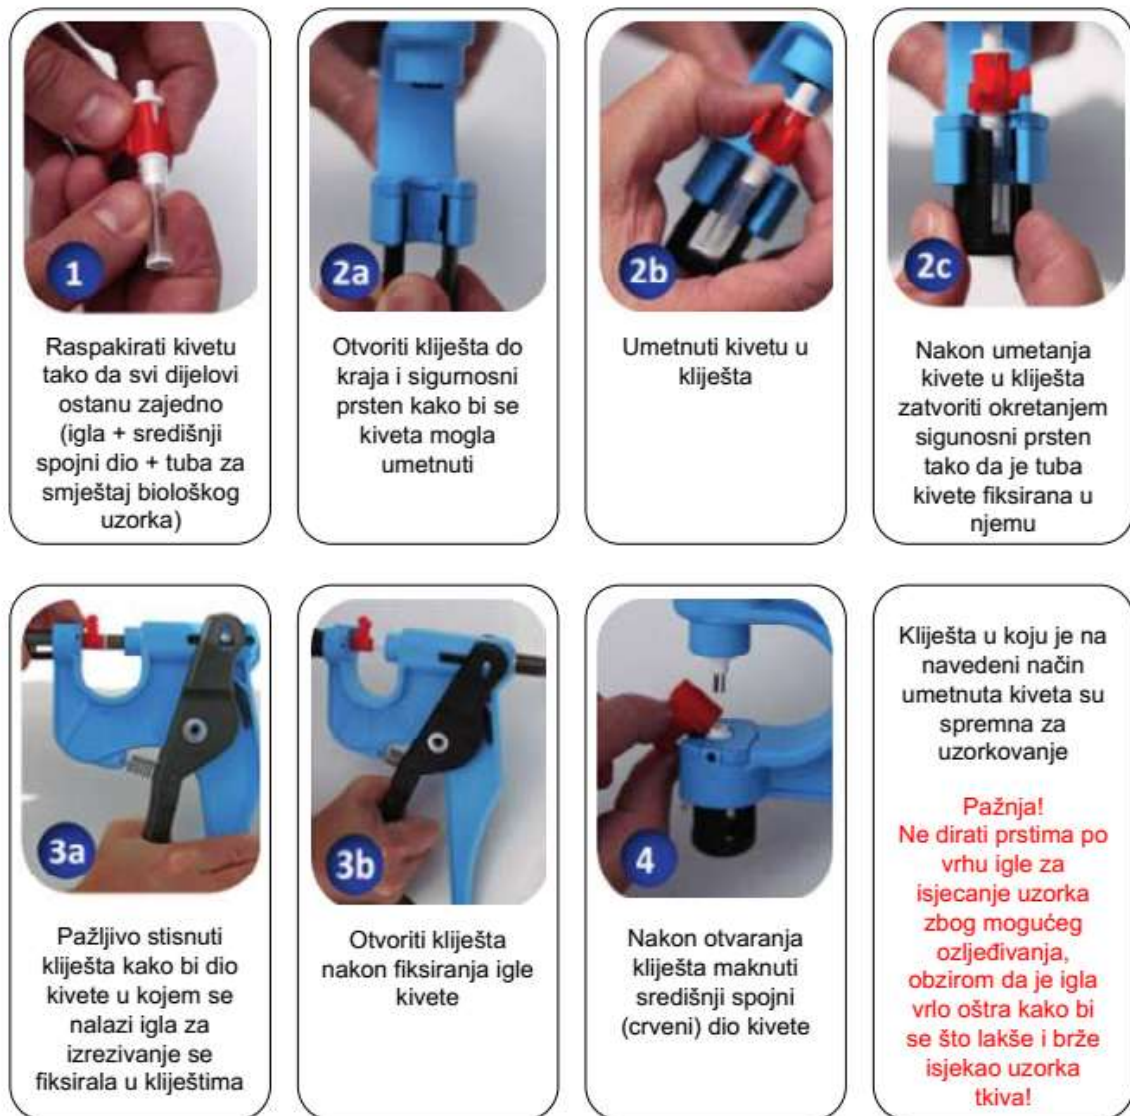 1
Raspakirati kivetu
tako da svi dijelovi
ostanu zajedno
(igla + središnji
spojni dio + tuba za
smještaj biološkog
uzorka)
2a
Otvoriti kliješta do
kraja i sigurnosni
prsten kako bi se
kiveta mogla
umetnuti
2b
Umetnuti kivetu u
kliješta
2c
Nakon umetanja
kivete u kliješta
zatvoriti okretanjem
sigunosni prsten
tako da je tuba
kivete fiksirana u
njemu
3a
Pažljivo stisnuti
kliješta kako bi dio
kivete u kojem se
nalazi igla za
izrezivanje se
fiksirala u kliještima
3b
Otvoriti kliješta
nakon fiksiranja igle
kivete
4
Nakon otvaranja
kliješta maknuti
središnji spojni
(crveni) dio kivete
Kliješta u koju je na
navedeni način
umetnuta kiveta su
spremna za
uzorkovanje
Pažnja!
Ne dirati prstima po
vrhu igle za
isjecanje uzorka
zbog mogućeg
ozljeđivanja,
obzirom da je igla
vrlo oštra kako bi
se što lakše i brže
isjekao uzorka
tkiva!